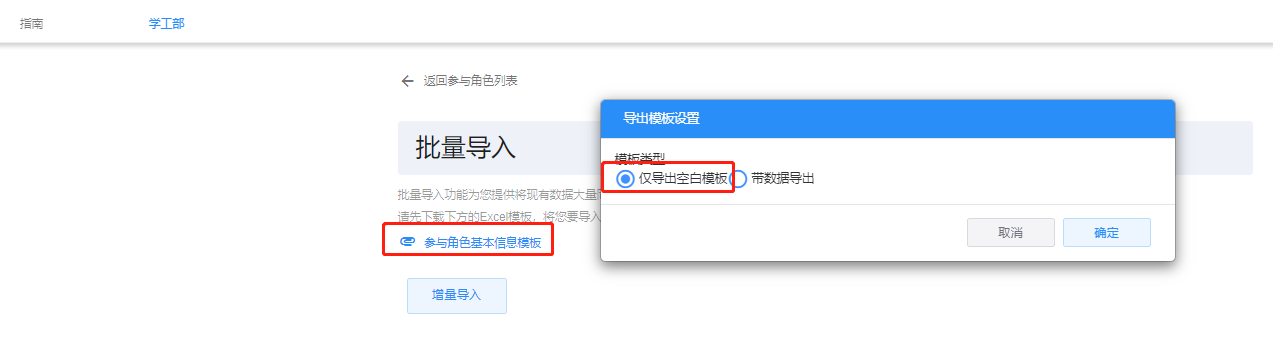 指南
学工部
返回参与角色列表
导出模板设置
批量导入
模板类型
仅导出空白模板
带数据导出
批量导入功能为您提供将现有数据大量
请先下载下方的Excel模板，将您要导入
参与角色基本信息模板
取消
确定
增量导入